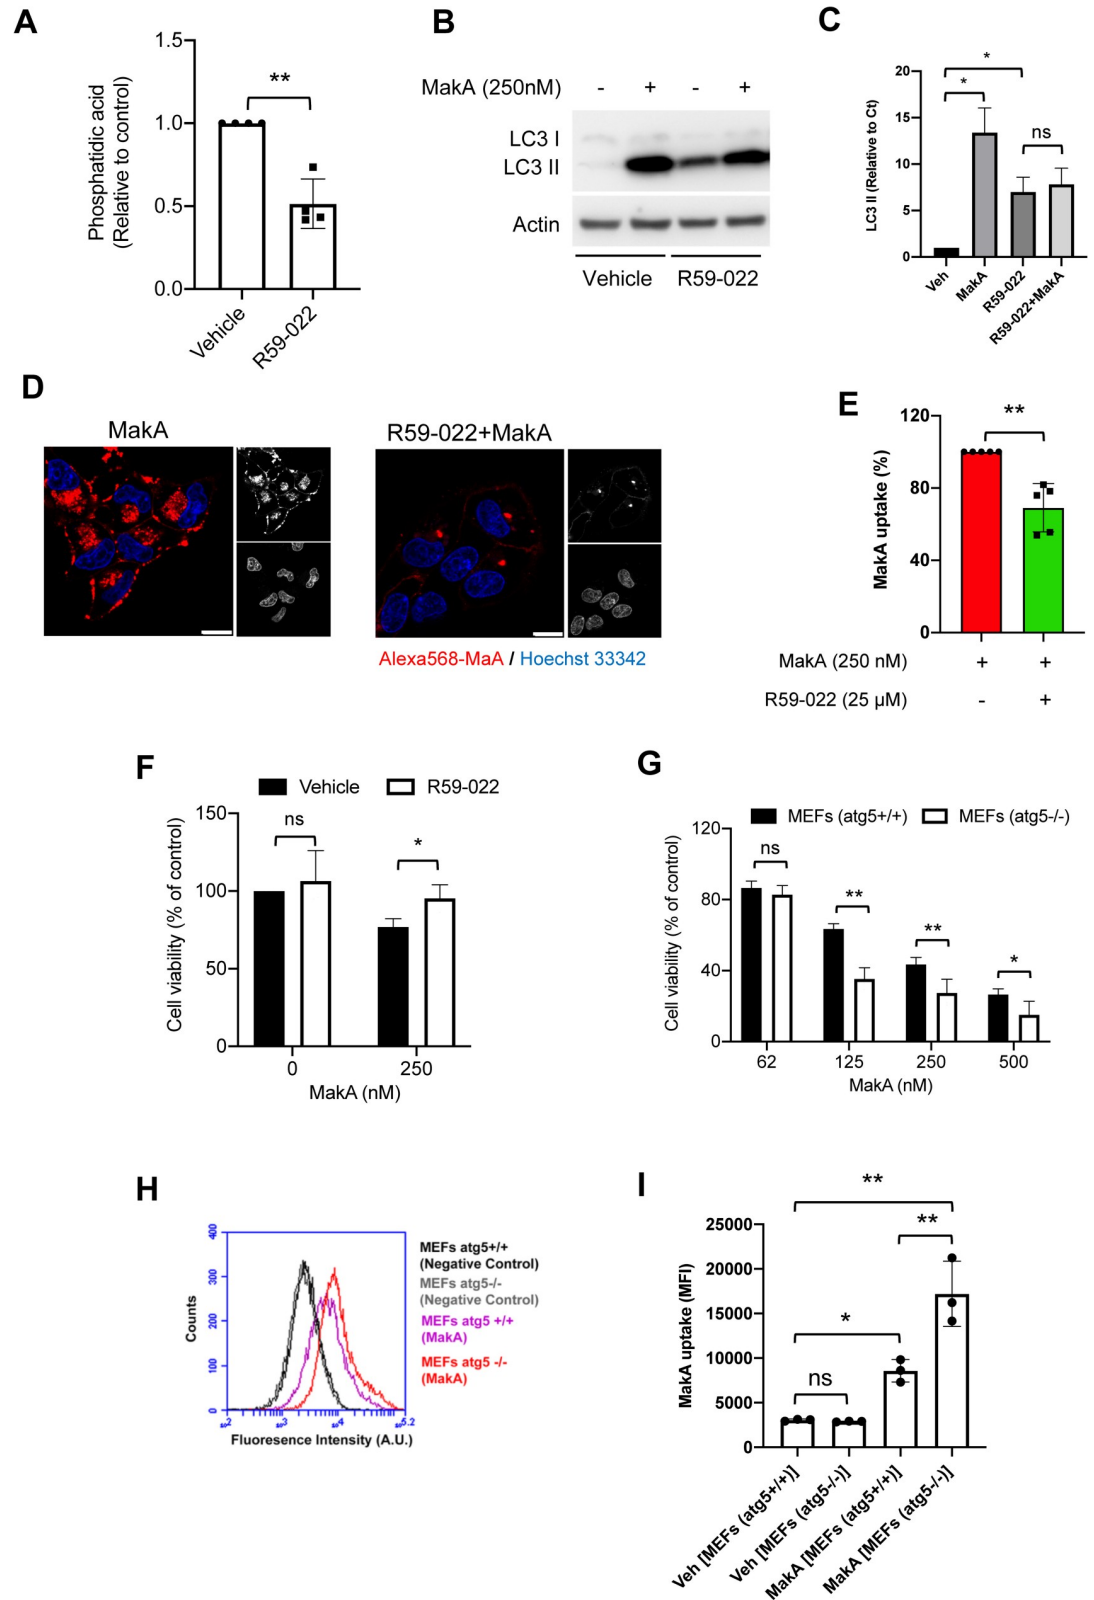 A
Phosphatidic acid
(Relative to control)
1.5
1.0
0.5
0.0
**
Vehicle
R59-022
B
MakA (250nM)
- + - +
LC3 I
LC3 II
Actin
Vehicle
R59-022
C
LC3 II (Relative to Ct)
20
15
10
5
0
*
*
ns
Veh
MakA
R59-022
R59-022+MakA
D
MakA
R59-022+MakA
Alexa568-MaA / Hoechst 33342
E
MakA uptake (%)
120
80
40
0
**
MakA (250 nM) + +
R59-022 (25 µM) - +
F
Vehicle
R59-022
Cell viability (% of control)
150
100
50
0
ns
*
0
250
MakA (nM)
G
MEFs (atg5+/+)
MEFs (atg5-/-)
Cell viability (% of control)
120
80
40
0
ns
**
**
*
62
125
250
500
MakA (nM)
H
Counts
400
300
200
100
0
Fluoresence Intensity (A.U.)
MEFs atg5+/+
(Negative Control)
MEFs atg5-/-
(Negative Control)
MEFs atg5 +/+
(MakA)
MEFs atg5 -/-
(MakA)
I
MakA uptake (MFI)
25000
20000
15000
10000
5000
0
**
**
*
ns
Veh [MEFs (atg5+/+)]
Veh [MEFs (atg5-/-)]
MakA [MEFs (atg5+/+)]
MakA [MEFs (atg5-/-)]